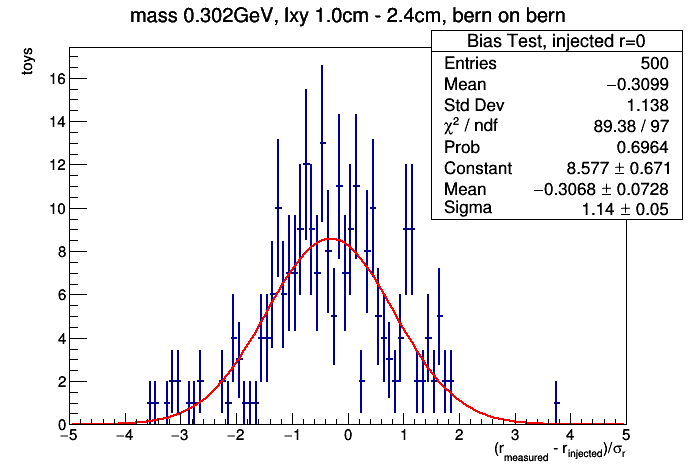 mass 0.302GeV, lxy 1.0cm - 2.4cm, bern on bern
Bias Test, injected r=0
Entries 500
Mean −0.3099
Std Dev 1.138
χ² / ndf 89.38 / 97
Prob 0.6964
Constant 8.577 ± 0.671
Mean −0.3068 ± 0.0728
Sigma 1.14 ± 0.05
toys
16
14
12
10
8
6
4
2
0
−5 −4 −3 −2 −1 0 1 2 3 4 5
(r_measured - r_injected)/σ_r